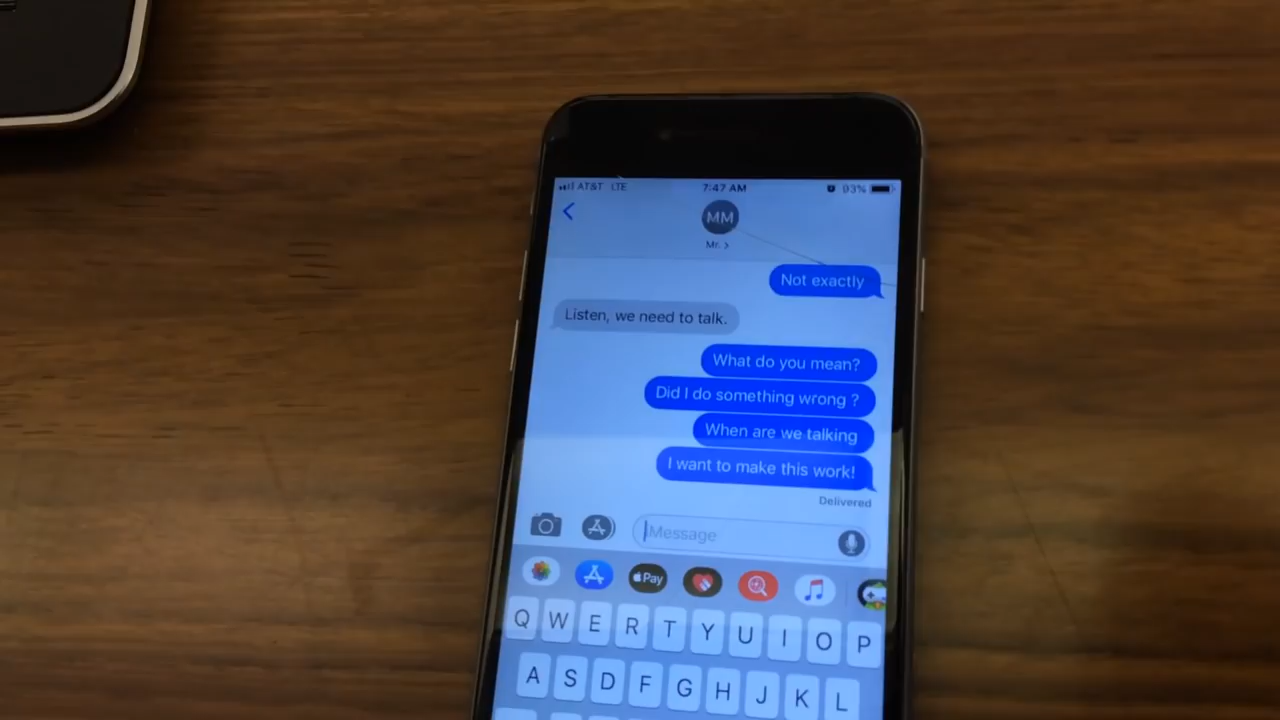 AT&T LTE 7:47 AM 93%
MM
Mr. >
Not exactly
Listen, we need to talk.
What do you mean?
Did I do something wrong ?
When are we talking
I want to make this work!
Delivered
Message
Pay
Q W E R T Y U I O P
A S D F G H J K L